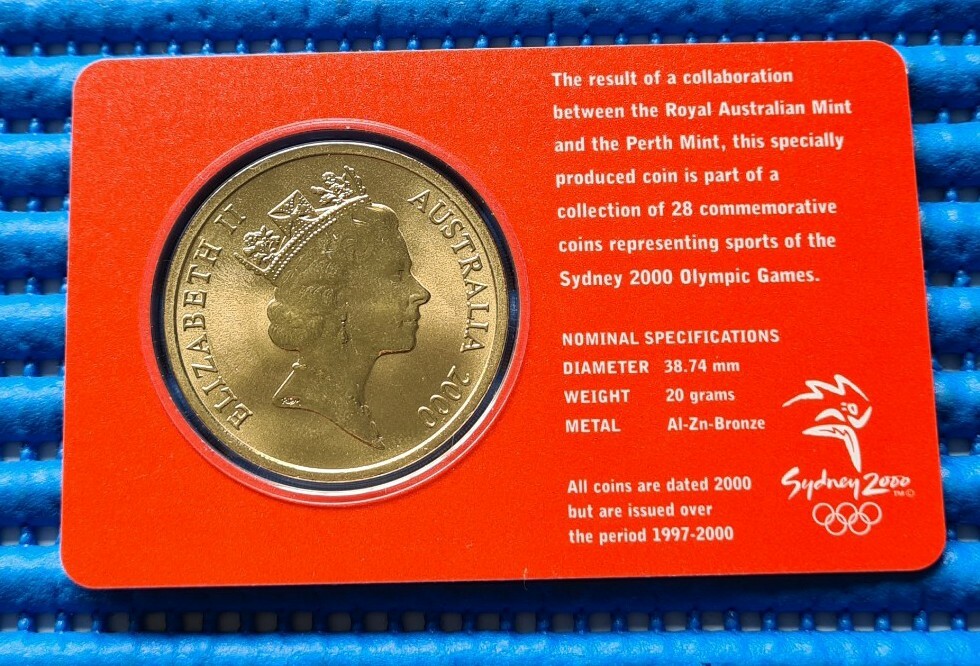 ELIZABETH II AUSTRALIA 2000
The result of a collaboration
between the Royal Australian Mint
and the Perth Mint, this specially
produced coin is part of a
collection of 28 commemorative
coins representing sports of the
Sydney 2000 Olympic Games.
NOMINAL SPECIFICATIONS
DIAMETER 38.74 mm
WEIGHT 20 grams
METAL Al-Zn-Bronze
All coins are dated 2000
but are issued over
the period 1997-2000
Sydney 2000
TM©